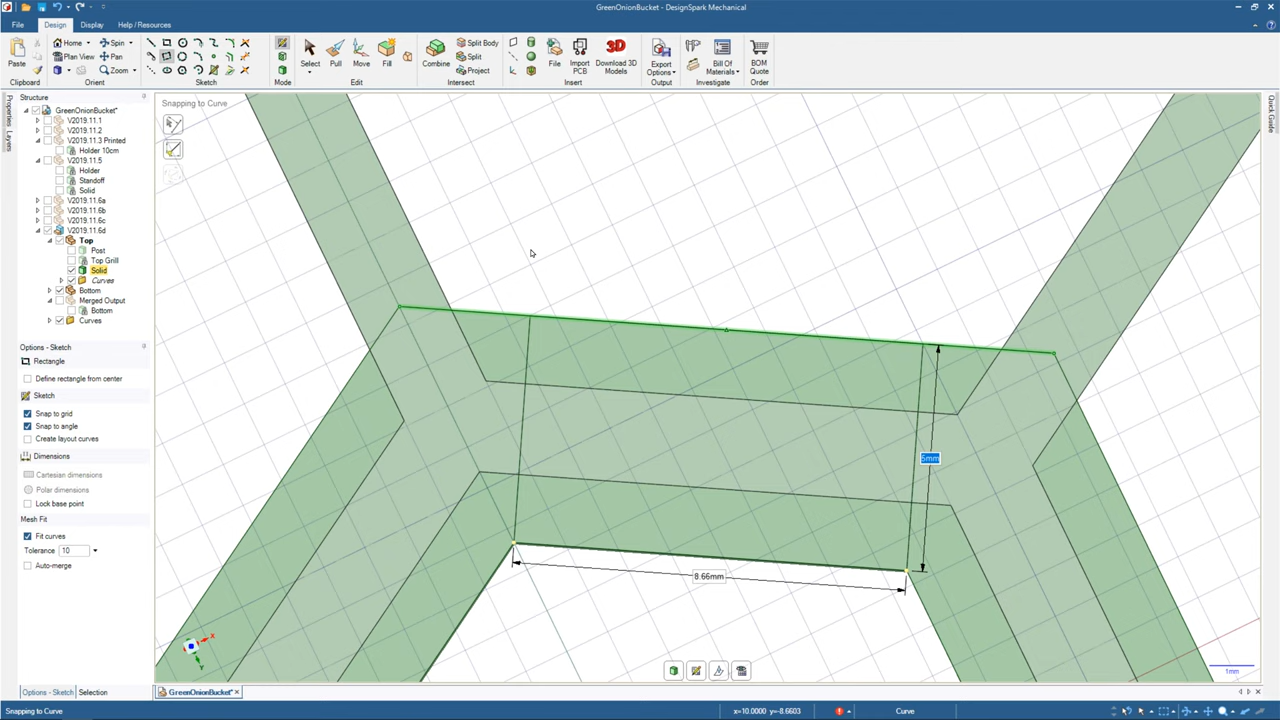 GreenOnionBucket* - DesignSpark Mechanical
File Design Display Help / Resources
Paste
Clipboard
Home Spin
Plan View Pan
Zoom
Orient
Sketch
Mode
Select Pull Move Fill
Edit
Combine
Split Body
Split
Project
Intersect
File
Import PCB
Download 3D Models
Insert
Export Options
Output
Bill Of Materials
Investigate
BOM Quote
Order
Structure
GreenOnionBucket*
V2019.11.1
V2019.11.2
V2019.11.3 Printed
Holder 10cm
V2019.11.5
Holder
Standoff
Solid
V2019.11.6a
V2019.11.6b
V2019.11.6c
V2019.11.6d
Top
Post
Top Grill
Solid
Curves
Bottom
Merged Output
Bottom
Curves
Properties
Layers
Options - Sketch
Rectangle
Define rectangle from center
Sketch
Snap to grid
Snap to angle
Create layout curves
Dimensions
Cartesian dimensions
Polar dimensions
Lock base point
Mesh Fit
Fit curves
Tolerance 10
Auto-merge
Options - Sketch Selection
Snapping to Curve
5mm
8.66mm
X
Y
1mm
Quick Guide
GreenOnionBucket*
Snapping to Curve
x=10.0000 y=-8.6603
Curve